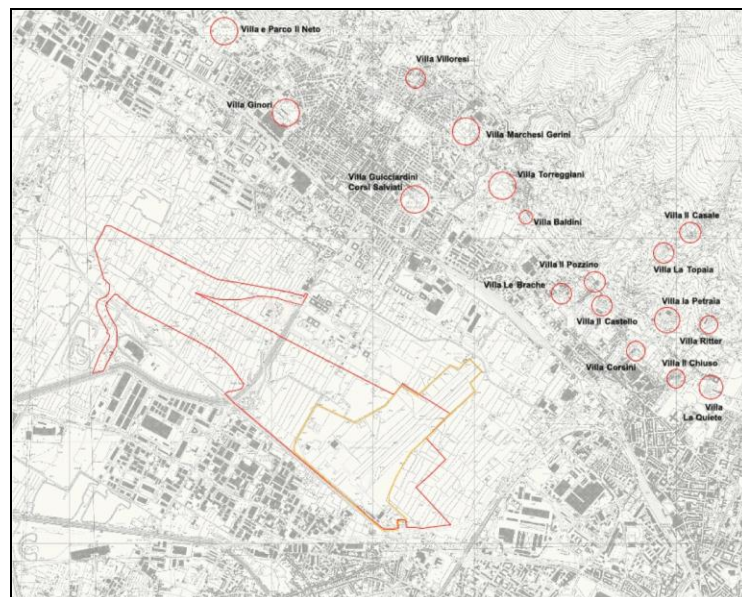 Villa e Parco Il Neto
Villa Villoresi
Villa Ginori
Villa Marchesi Gerini
Villa Guicciardini
Corsi Salviati
Villa Torreggiani
Villa Baldini
Villa Il Casale
Villa La Topaia
Villa Il Pozzino
Villa Le Brache
Villa Il Castello
Villa la Petraia
Villa Ritter
Villa Corsini
Villa Il Chiuso
Villa
La Quiete